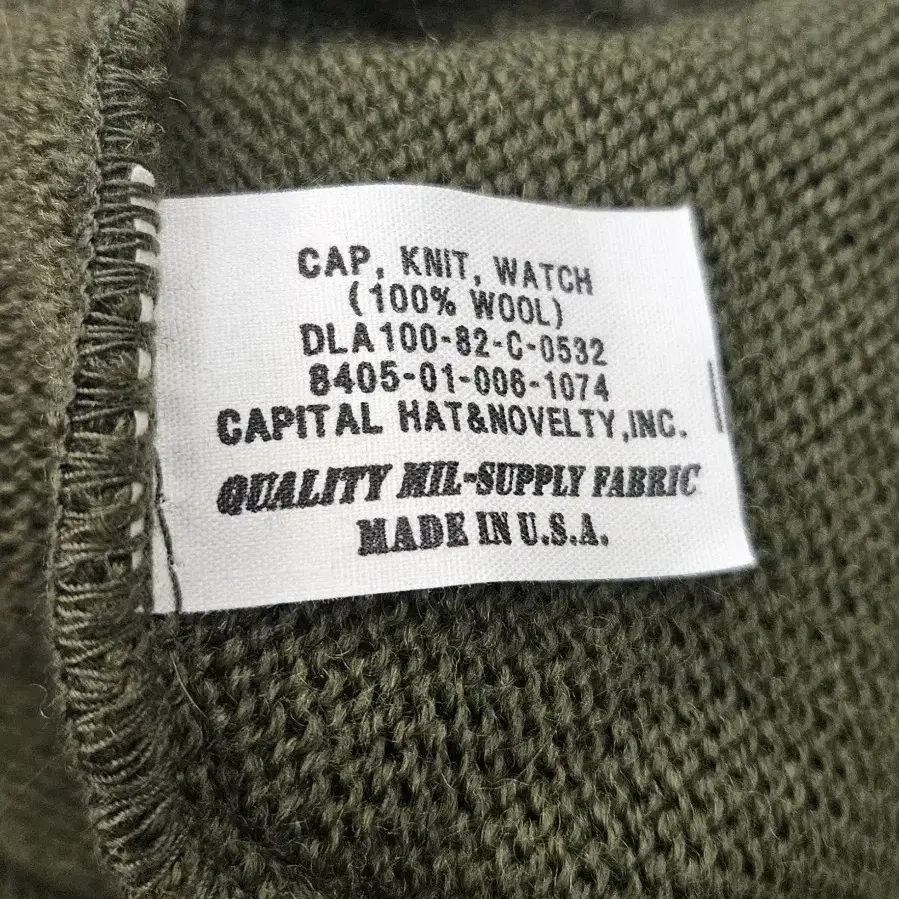 CAP, KNIT, WATCH
(100% WOOL)
DLA100-82-C-0532
8405-01-006-1074
CAPITAL HAT&NOVELTY,INC.
QUALITY MIL-SUPPLY FABRIC
MADE IN U.S.A.